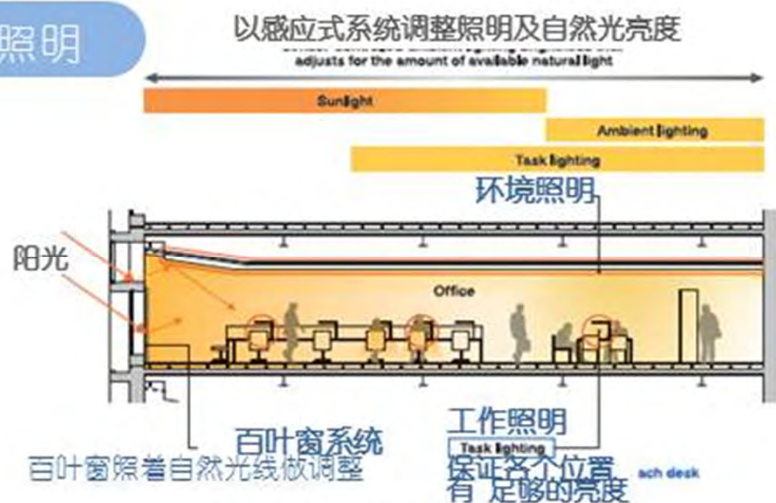 照明
以感应式系统调整照明及自然光亮度
adjusts for the amount of available natural light
Sunlight
Ambient lighting
Task lighting
环境照明
阳光
Office
百叶窗系统
百叶窗照着自然光线做调整
工作照明
Task lighting
保证各个位置 ach desk
有 足够的亮度